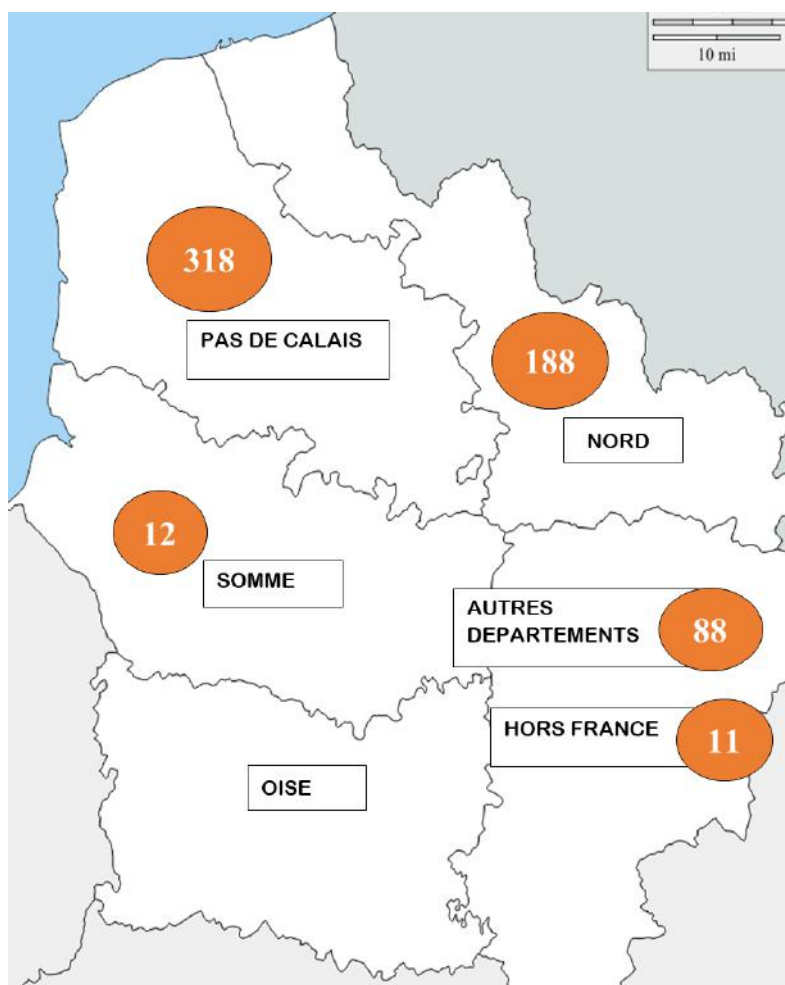 10 mi
318
PAS DE CALAIS
188
NORD
12
SOMME
AUTRES
DEPARTEMENTS
88
HORS FRANCE
11
OISE